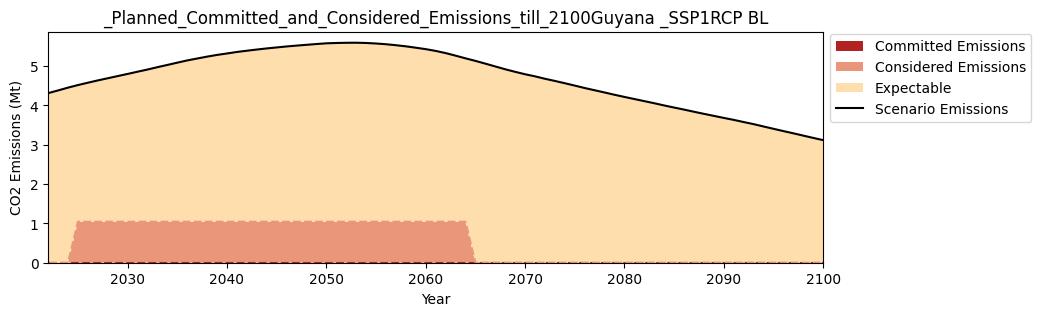 _Planned_Committed_and_Considered_Emissions_till_2100Guyana _SSP1RCP BL
CO2 Emissions (Mt)
5
4
3
2
1
0
2030 2040 2050 2060 2070 2080 2090 2100
Year
Committed Emissions
Considered Emissions
Expectable
Scenario Emissions